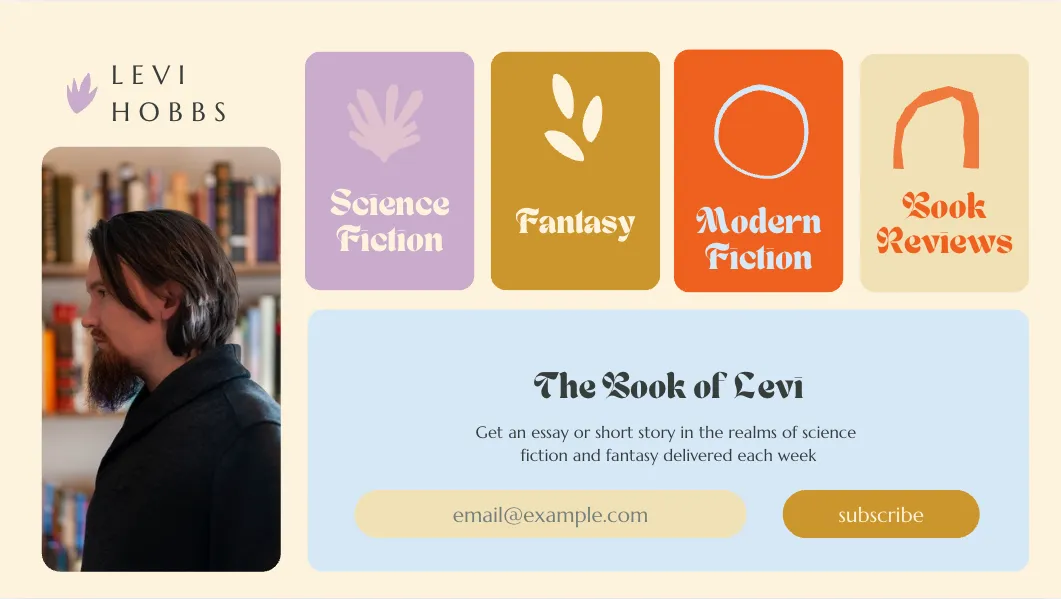 LEVI
HOBBS
Science
Fiction
Fantasy
Modern
Fiction
Book
Reviews
The Book of Levi
Get an essay or short story in the realms of science
fiction and fantasy delivered each week
email@example.com
subscribe